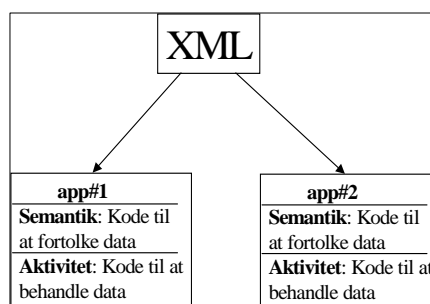 XML
app#1
Semantik: Kode til
at fortolke data
Aktivitet: Kode til at
behandle data
app#2
Semantik: Kode til
at fortolke data
Aktivitet: Kode til at
behandle data